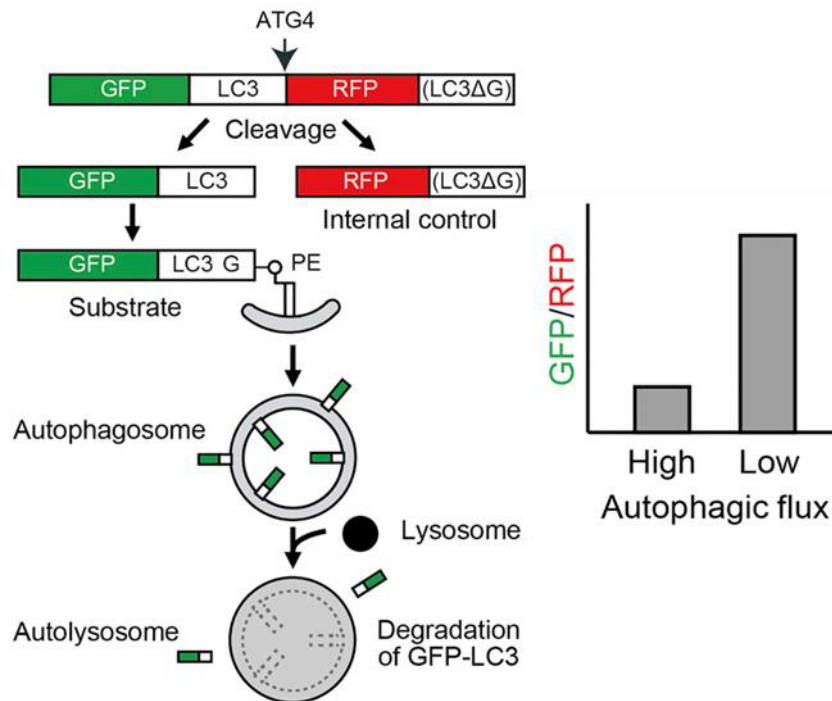 ATG4
GFP LC3 RFP (LC3ΔG)
Cleavage
GFP LC3 RFP (LC3ΔG)
Internal control
GFP LC3 G PE
Substrate
Autophagosome
Lysosome
Autolysosome
Degradation
of GFP-LC3
GFP/RFP
High Low
Autophagic flux